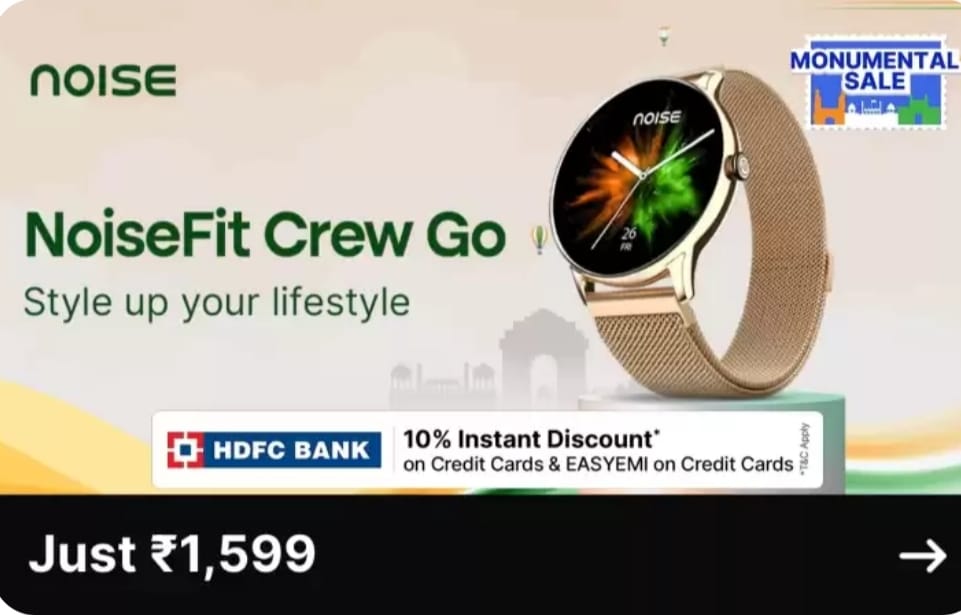 NOISE
MONUMENTAL
SALE
NOISE
26
FRI
NoiseFit Crew Go
Style up your lifestyle
HDFC BANK
10% Instant Discount*
on Credit Cards & EASYEMI on Credit Cards
*T&C Apply
Just ₹1,599